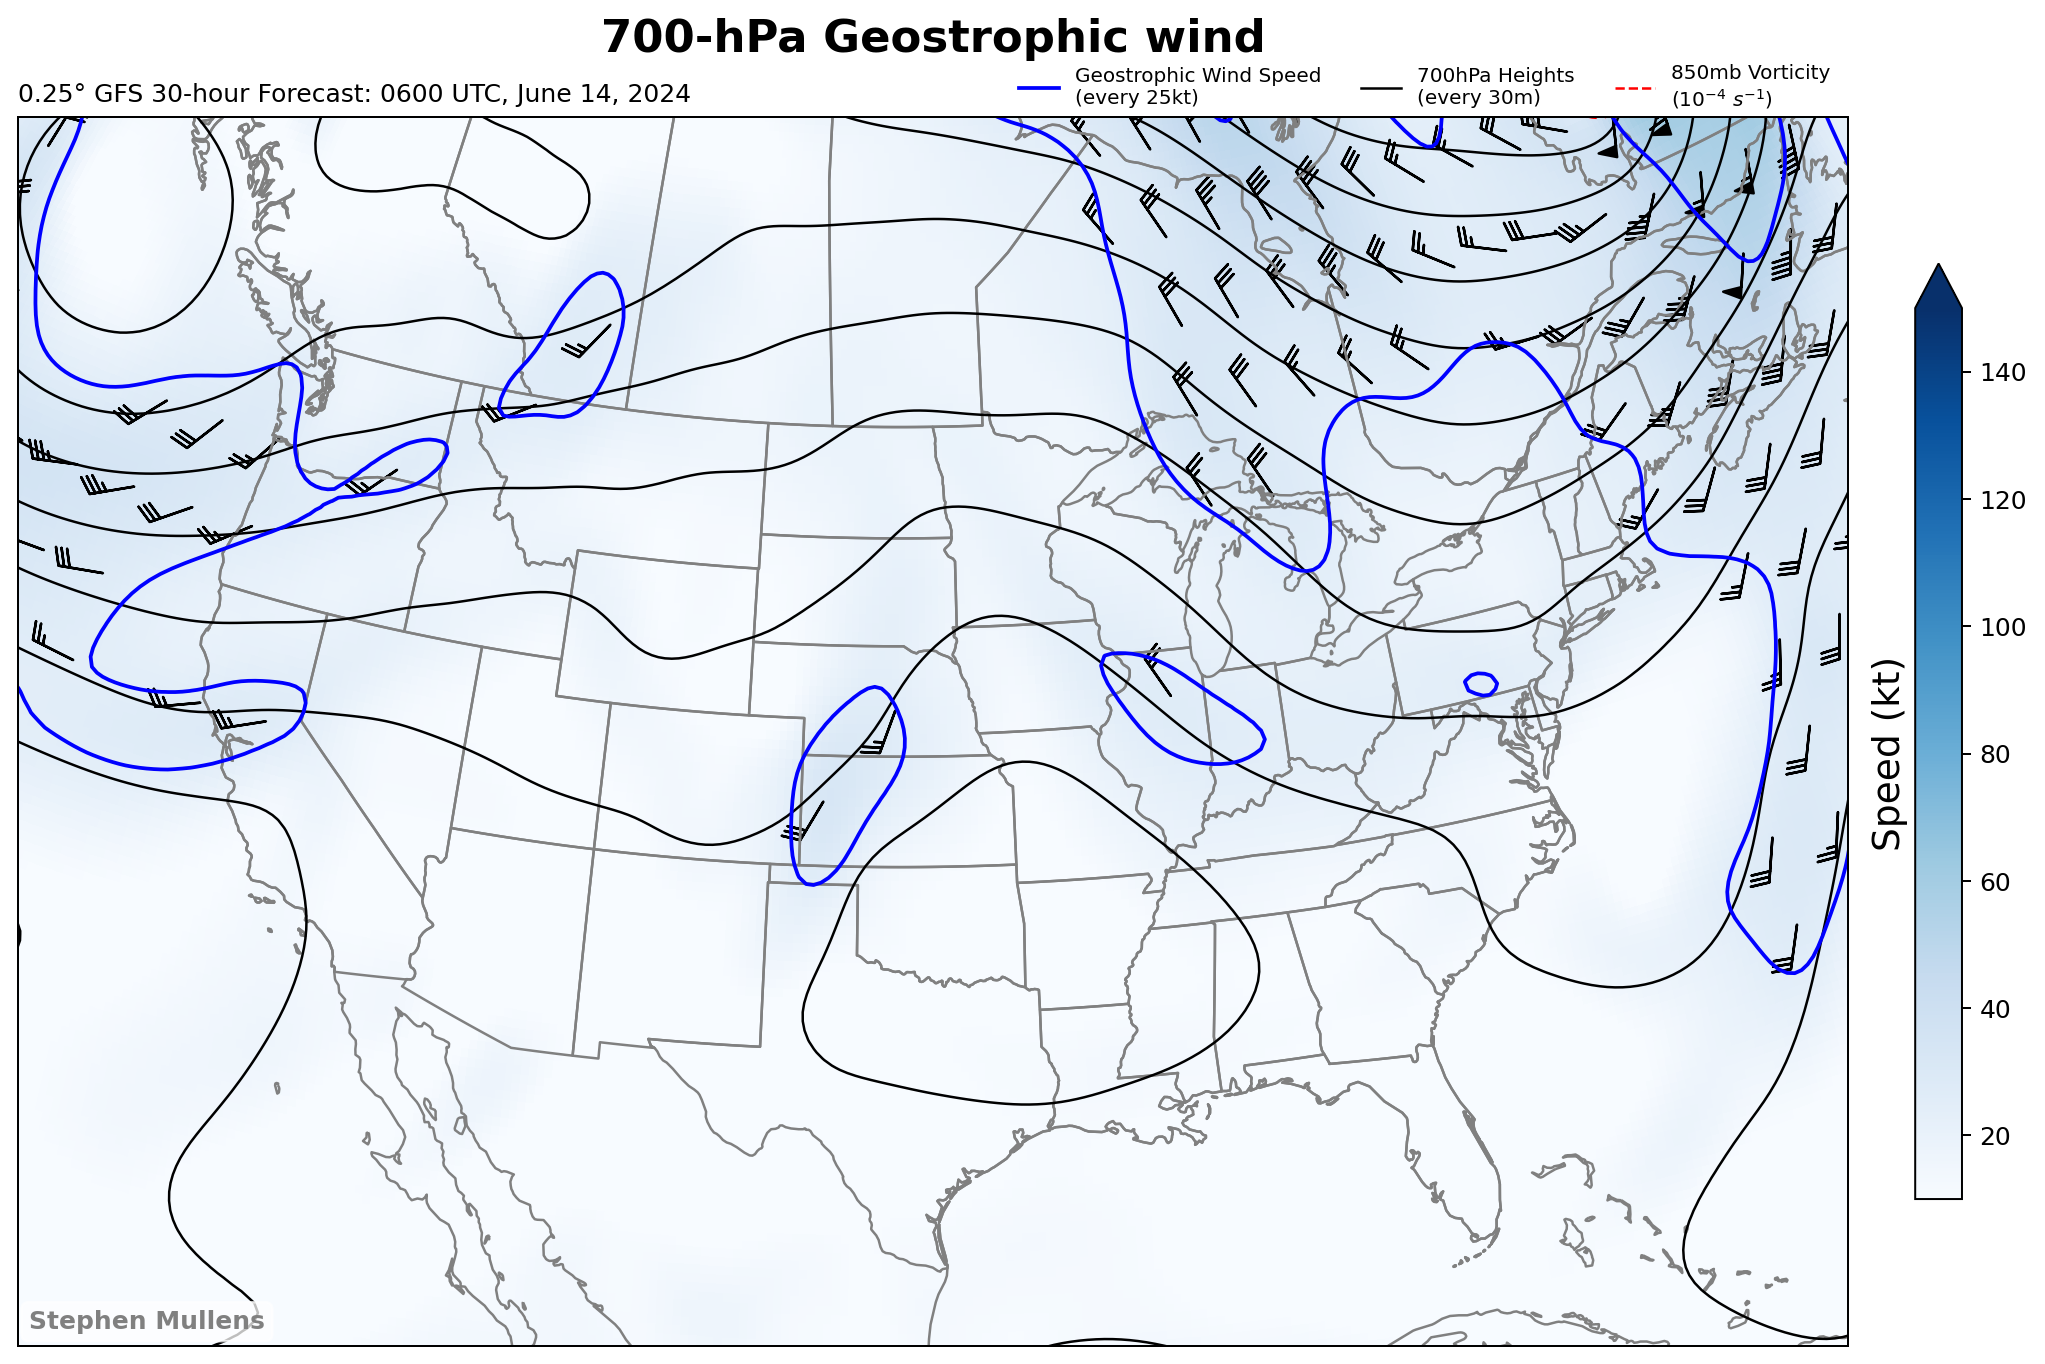 700-hPa Geostrophic wind
0.25° GFS 30-hour Forecast: 0600 UTC, June 14, 2024
Geostrophic Wind Speed
(every 25kt)
700hPa Heights
(every 30m)
850mb Vorticity
(10⁻⁴ s⁻¹)
140
120
100
80
60
40
20
Speed (kt)
Stephen Mullens